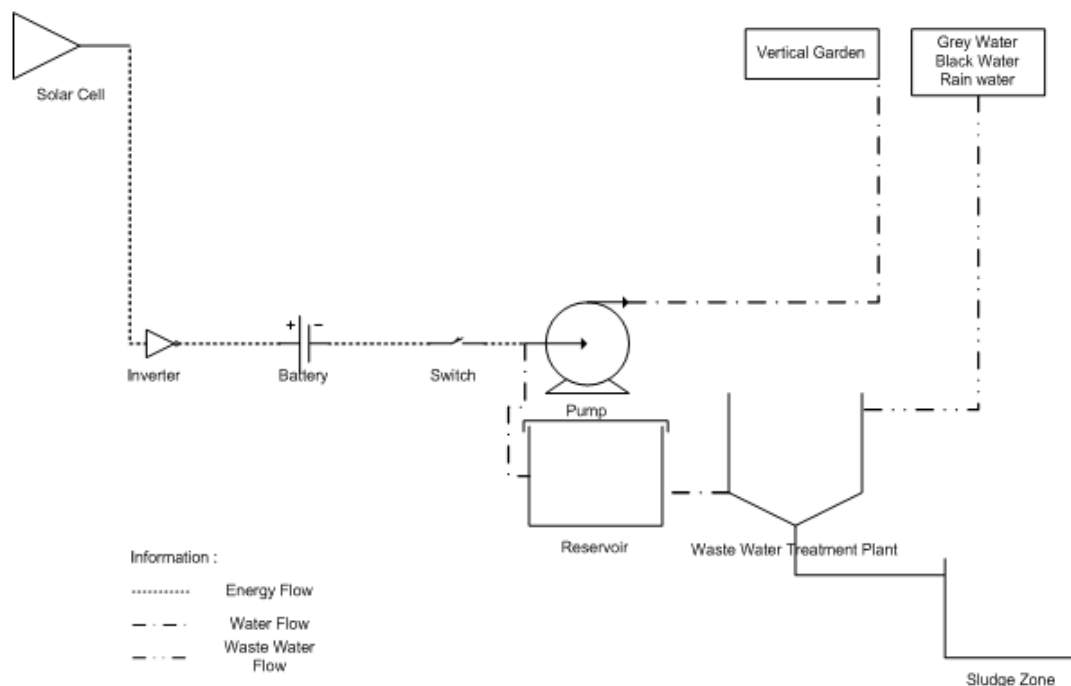 Solar Cell
Vertical Garden
Grey Water
Black Water
Rain water
+ -
Inverter
Battery
Switch
Pump
Reservoir
Waste Water Treatment Plant
Information :
Energy Flow
Water Flow
Waste Water
Flow
Sludge Zone